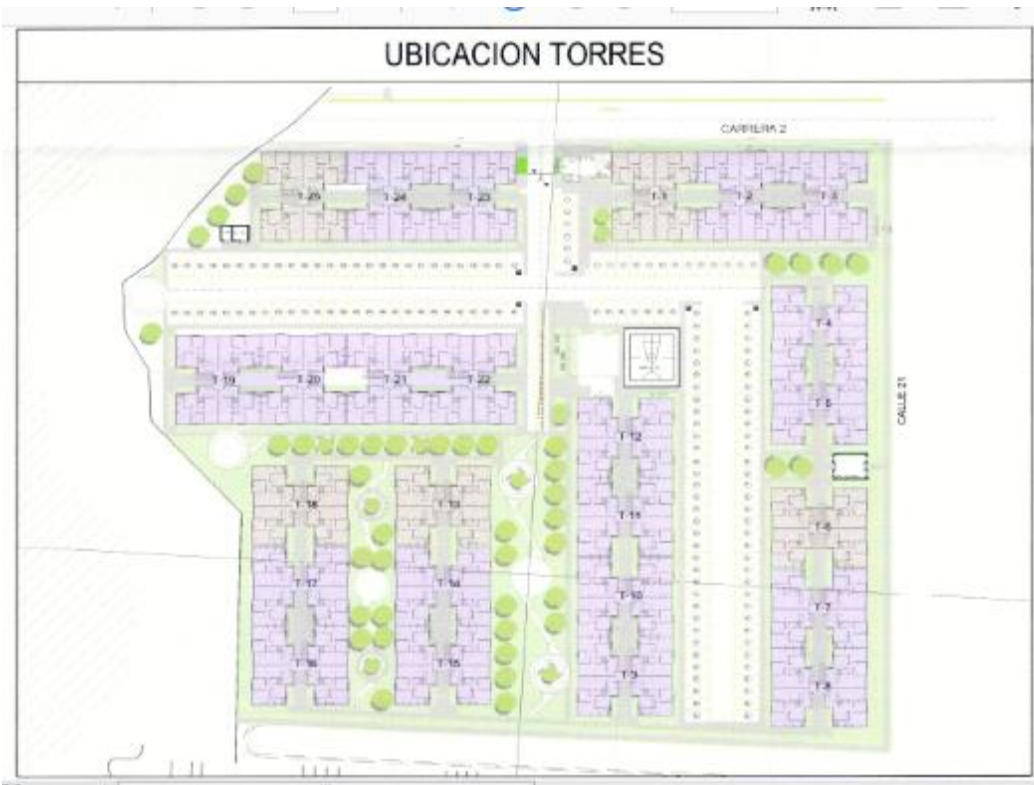 UBICACION TORRES
CARRERA 2
T-25 T-24 T-23 T-1 T-2 T-3
T-4
T-19 T-20 T-21 T-22 T-5
CALLE 21
T-12
T-18 T-13 T-11 T-6
T-17 T-14 T-10 T-7
T-16 T-15 T-8